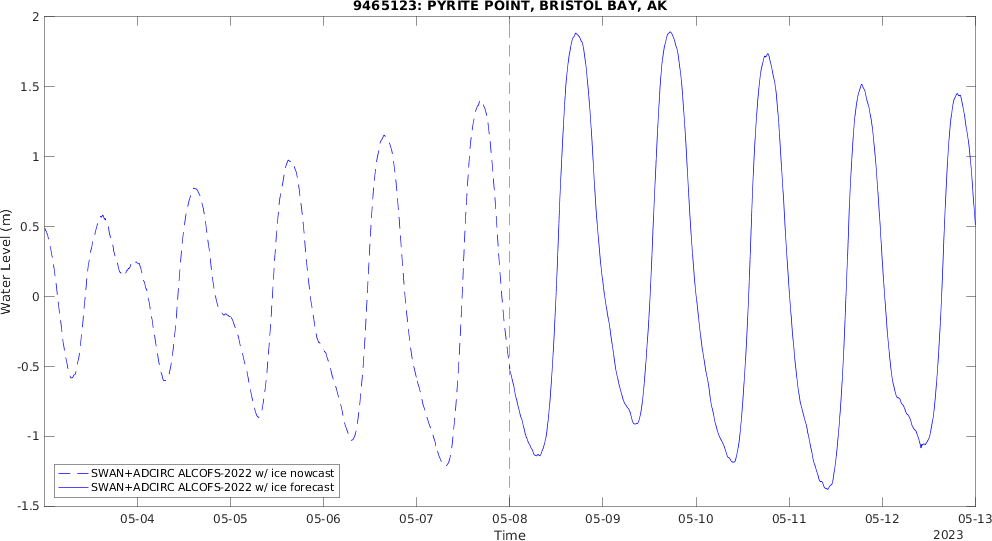 9465123: PYRITE POINT, BRISTOL BAY, AK
Water Level (m)
2
1.5
1
0.5
0
-0.5
-1
-1.5
SWAN+ADCIRC ALCOFS-2022 w/ ice nowcast
SWAN+ADCIRC ALCOFS-2022 w/ ice forecast
05-04 05-05 05-06 05-07 05-08 05-09 05-10 05-11 05-12 05-13
Time
2023